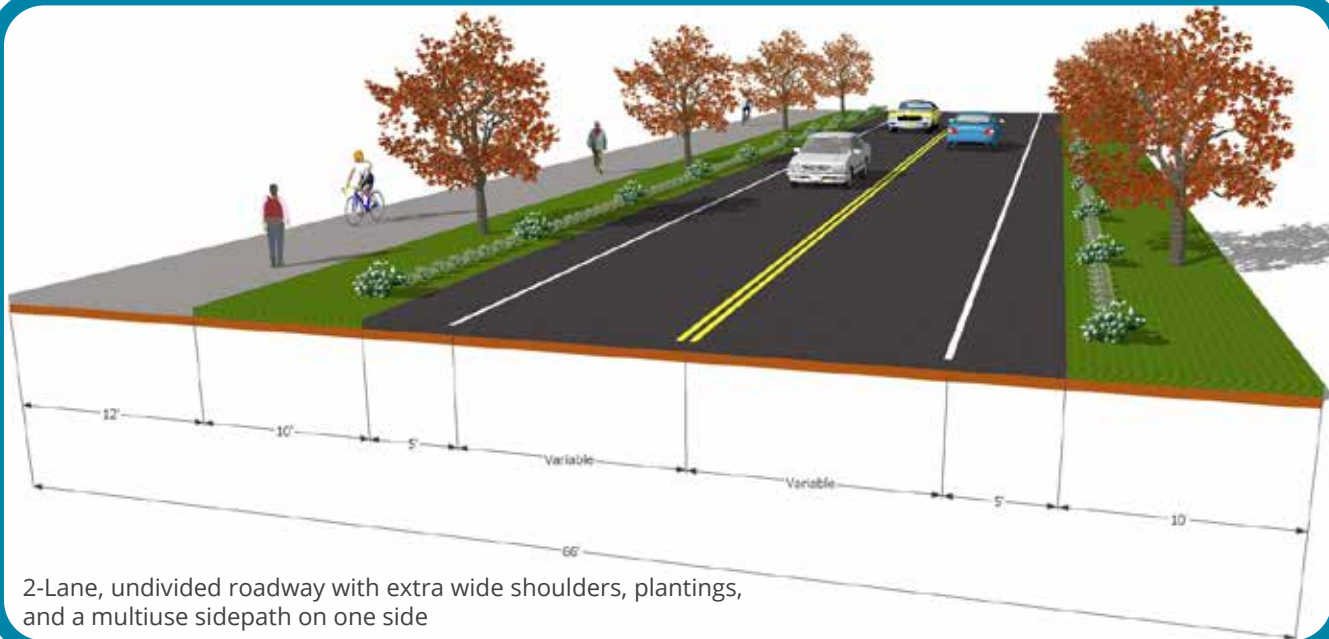 12'
10'
5'
Variable
Variable
5'
10
66'
2-Lane, undivided roadway with extra wide shoulders, plantings,
and a multiuse sidepath on one side